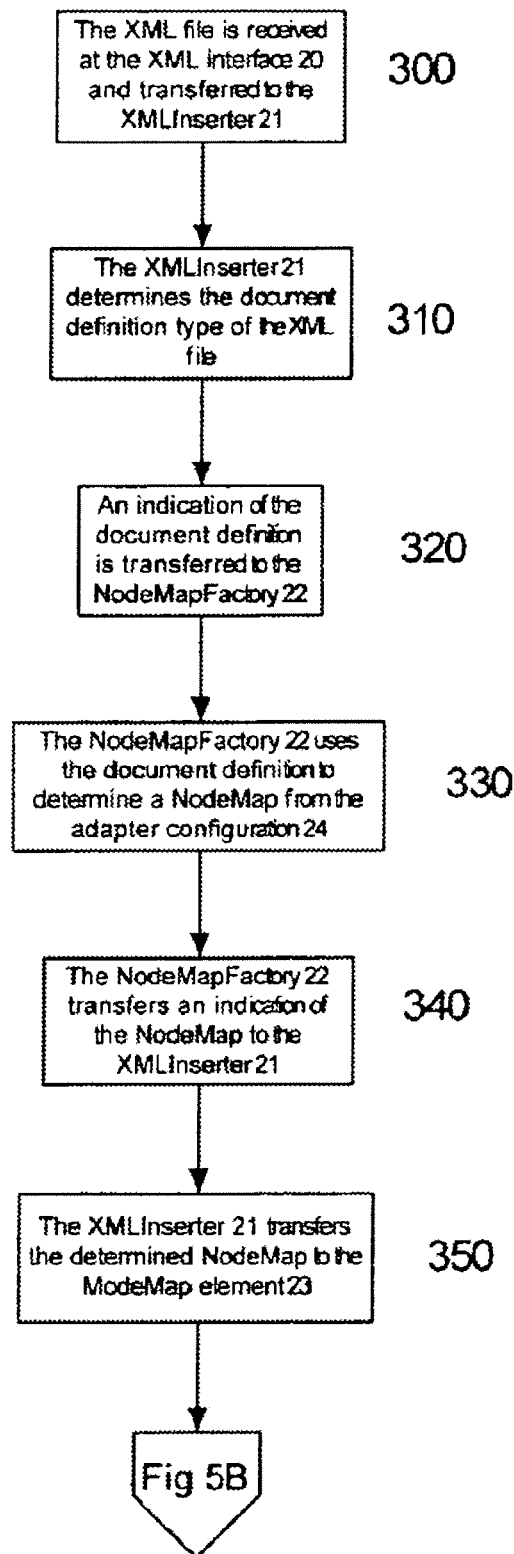 The XML file is received
at the XML interface 20
and transferred to the
XMLInserter 21
300
The XMLInserter 21
determines the document
definition type of the XML
file
310
An indication of the
document definition
is transferred to the
NodeMapFactory 22
320
The NodeMapFactory 22 uses
the document definition to
determine a NodeMap from the
adapter configuration 24
330
The NodeMapFactory 22
transfers an indication of
the NodeMap to the
XMLInserter 21
340
The XMLInserter 21 transfers
the determined NodeMap to the
ModeMap element 23
350
Fig 5B